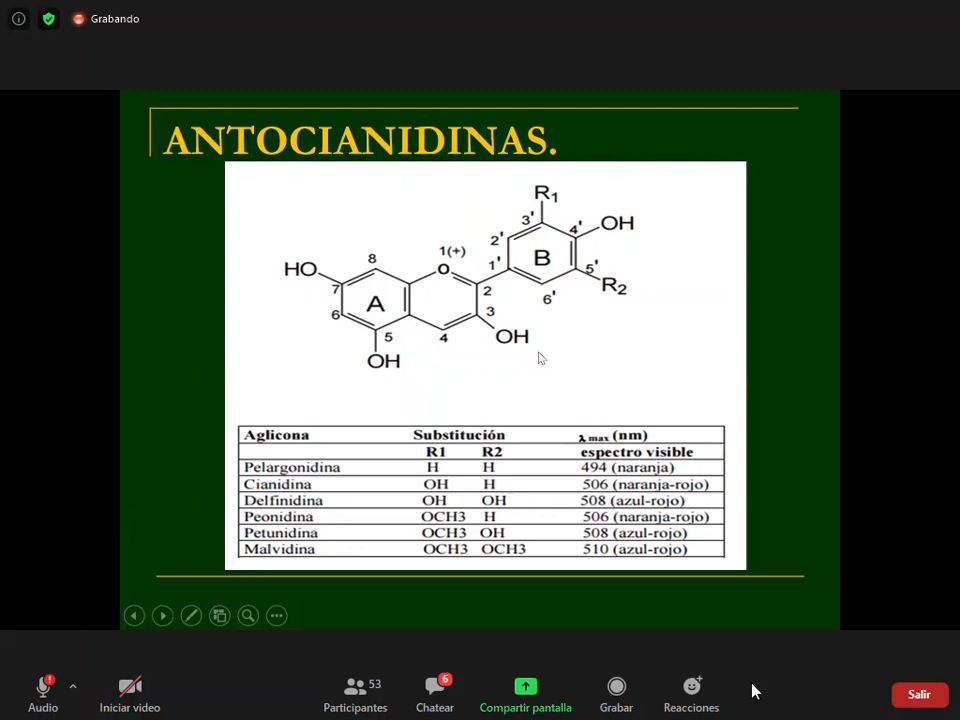 Grabando
ANTOCIANIDINAS.
R1
3' 4' OH
2'
1(+) 1' B
8 O 5'
HO 7 2 6' R2
A
6 3
5 4 OH
OH
Aglicona Substitución λ max (nm)
R1 R2 espectro visible
Pelargonidina H H 494 (naranja)
Cianidina OH H 506 (naranja-rojo)
Delfinidina OH OH 508 (azul-rojo)
Peonidina OCH3 H 506 (naranja-rojo)
Petunidina OCH3 OH 508 (azul-rojo)
Malvidina OCH3 OCH3 510 (azul-rojo)
53 6
Audio Iniciar video Participantes Chatear Compartir pantalla Grabar Reacciones Salir